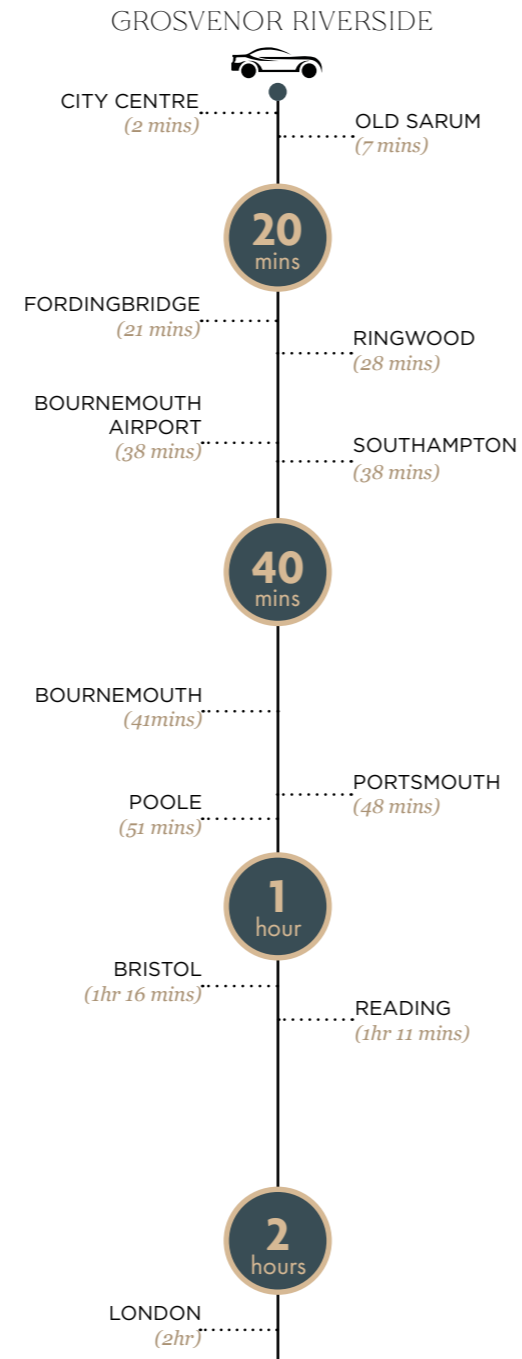 GROSVENOR RIVERSIDE
CITY CENTRE
(2 mins)
OLD SARUM
(7 mins)
20
mins
FORDINGBRIDGE
(21 mins)
RINGWOOD
(28 mins)
BOURNEMOUTH
AIRPORT
(38 mins)
SOUTHAMPTON
(38 mins)
40
mins
BOURNEMOUTH
(41mins)
PORTSMOUTH
(48 mins)
POOLE
(51 mins)
1
hour
BRISTOL
(1hr 16 mins)
READING
(1hr 11 mins)
2
hours
LONDON
(2hr)